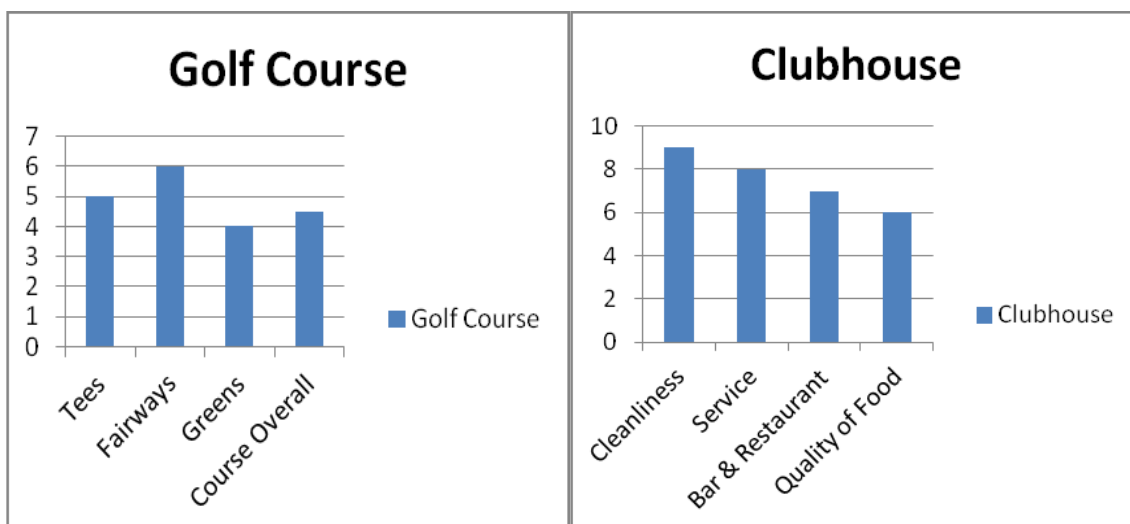 Golf Course
7
6
5
4
3
2
1
0
Tees
Fairways
Greens
Course Overall
Golf Course
Clubhouse
10
8
6
4
2
0
Cleanliness
Service
Bar & Restaurant
Quality of Food
Clubhouse